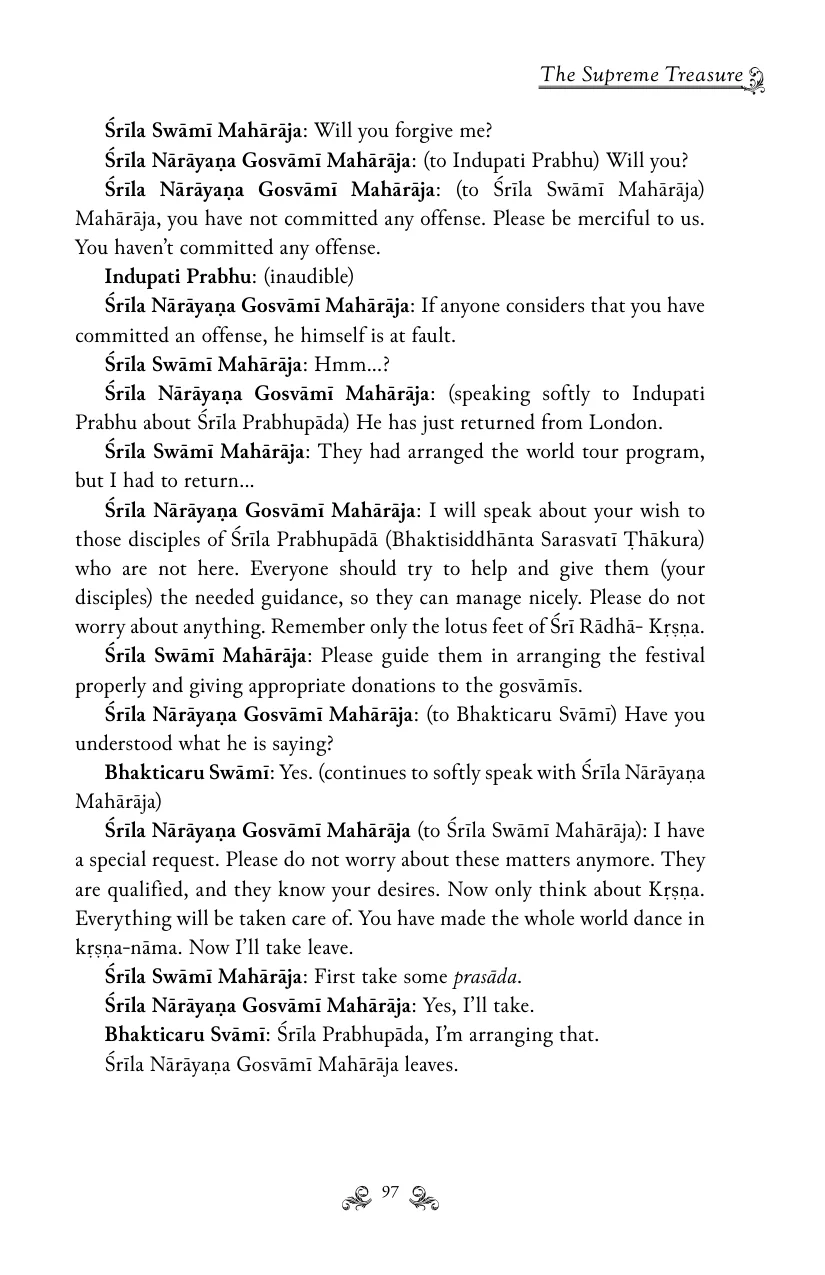 The Supreme Treasure
Śrīla Swāmī Mahārāja: Will you forgive me?
Śrīla Nārāyaṇa Gosvāmī Mahārāja: (to Indupati Prabhu) Will you?
Śrīla Nārāyaṇa Gosvāmī Mahārāja: (to Śrīla Swāmī Mahārāja)
Mahārāja, you have not committed any offense. Please be merciful to us.
You haven’t committed any offense.
Indupati Prabhu: (inaudible)
Śrīla Nārāyaṇa Gosvāmī Mahārāja: If anyone considers that you have
committed an offense, he himself is at fault.
Śrīla Swāmī Mahārāja: Hmm...?
Śrīla Nārāyaṇa Gosvāmī Mahārāja: (speaking softly to Indupati
Prabhu about Śrīla Prabhupāda) He has just returned from London.
Śrīla Swāmī Mahārāja: They had arranged the world tour program,
but I had to return...
Śrīla Nārāyaṇa Gosvāmī Mahārāja: I will speak about your wish to
those disciples of Śrīla Prabhupādā (Bhaktisiddhānta Sarasvatī Ṭhākura)
who are not here. Everyone should try to help and give them (your
disciples) the needed guidance, so they can manage nicely. Please do not
worry about anything. Remember only the lotus feet of Śrī Rādhā- Kṛṣṇa.
Śrīla Swāmī Mahārāja: Please guide them in arranging the festival
properly and giving appropriate donations to the gosvāmīs.
Śrīla Nārāyaṇa Gosvāmī Mahārāja: (to Bhakticaru Svāmī) Have you
understood what he is saying?
Bhakticaru Swāmī: Yes. (continues to softly speak with Śrīla Nārāyaṇa
Mahārāja)
Śrīla Nārāyaṇa Gosvāmī Mahārāja (to Śrīla Swāmī Mahārāja): I have
a special request. Please do not worry about these matters anymore. They
are qualified, and they know your desires. Now only think about Kṛṣṇa.
Everything will be taken care of. You have made the whole world dance in
kṛṣṇa-nāma. Now I’ll take leave.
Śrīla Swāmī Mahārāja: First take some prasāda.
Śrīla Nārāyaṇa Gosvāmī Mahārāja: Yes, I’ll take.
Bhakticaru Svāmī: Śrīla Prabhupāda, I’m arranging that.
Śrīla Nārāyaṇa Gosvāmī Mahārāja leaves.
97